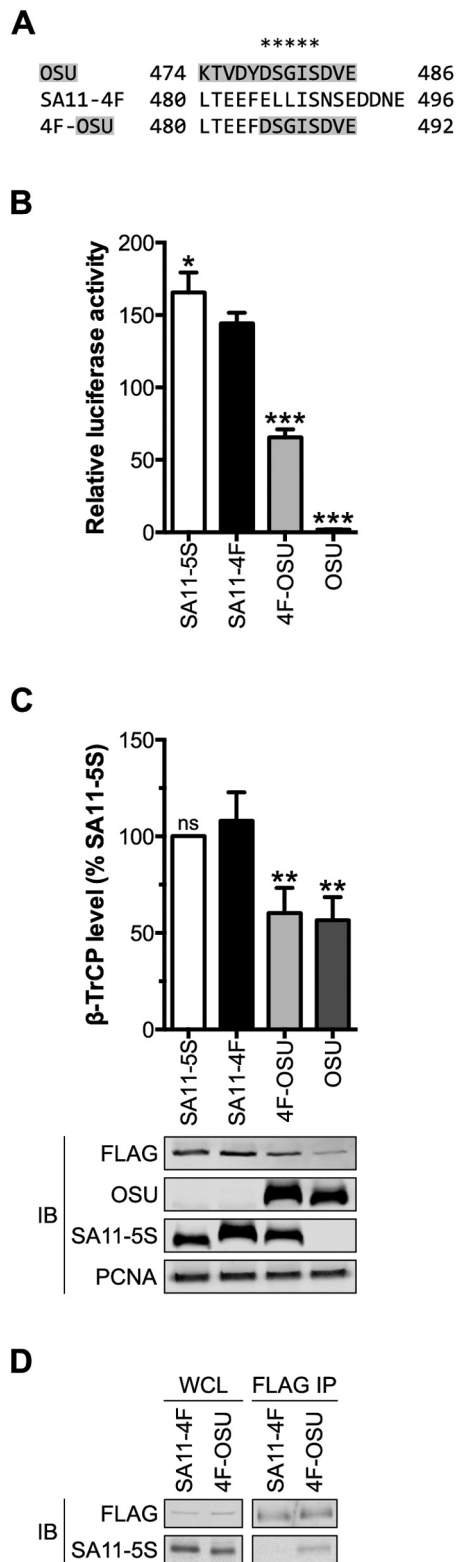 A
*****
OSU 474 KTVDYDSGISDVE 486
SA11-4F 480 LTEEFELLISNSEDDNE 496
4F-OSU 480 LTEEFDSGISDVE 492
B
Relative luciferase activity
200
150
100
50
0
*
***
***
SA11-5S
SA11-4F
4F-OSU
OSU
C
β-TrCP level (% SA11-5S)
150
100
50
0
ns
**
**
SA11-5S
SA11-4F
4F-OSU
OSU
IB
FLAG
OSU
SA11-5S
PCNA
D
WCL FLAG IP
SA11-4F
4F-OSU
SA11-4F
4F-OSU
IB
FLAG
SA11-5S